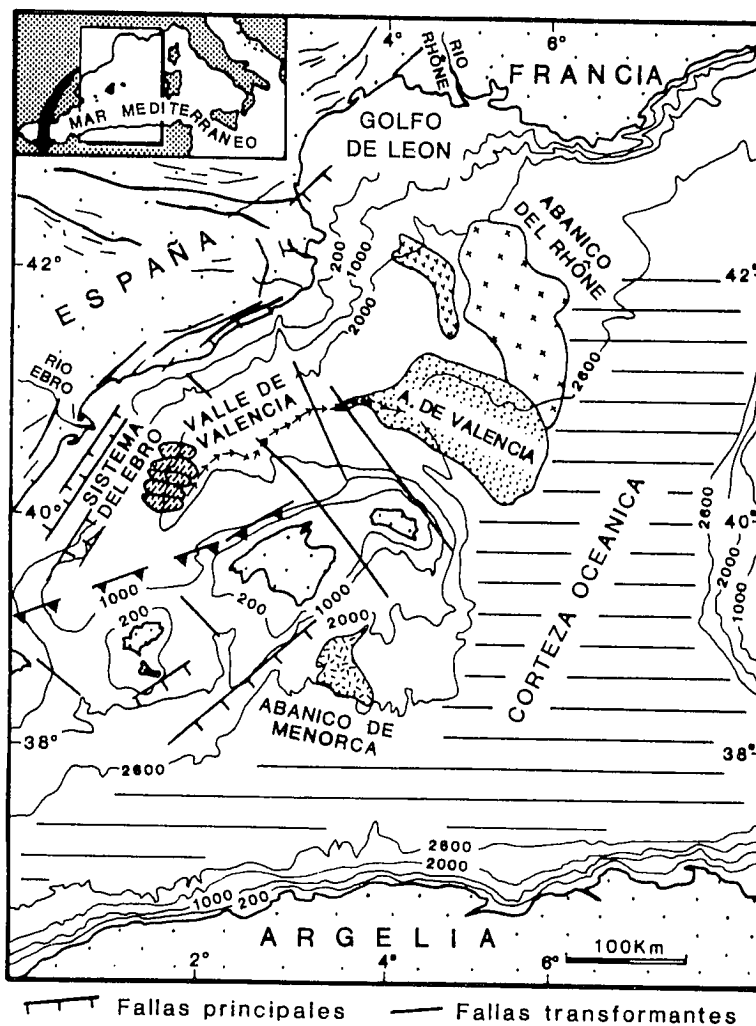 MAR MEDITERRANEO
4°
6°
RIO
RHÔNE
FRANCIA
GOLFO
DE LEON
ABANICO
DEL RHÔNE
200
1000
2000
42°
42°
ESPAÑA
2600
RIO
EBRO
VALLE DE
VALENCIA
A. DE VALENCIA
SISTEMA
DEL EBRO
40°
40°
2600
2000
1000
CORTEZA OCEANICA
1000
200
200
1000
2000
ABANICO DE
MENORCA
38°
38°
2600
2600
2000
1000 200
ARGELIA
2°
4°
6°
100Km
Fallas principales
Fallas transformantes